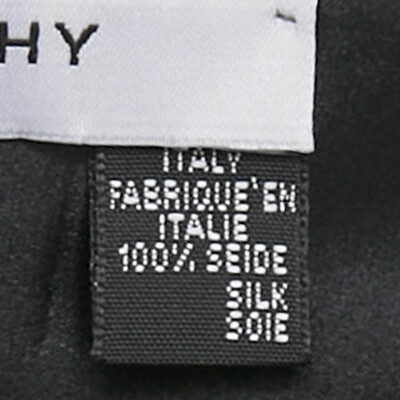 HY
ITALY
FABRIQUE EN
ITALIE
100% SEIDE
SILK
SOIE